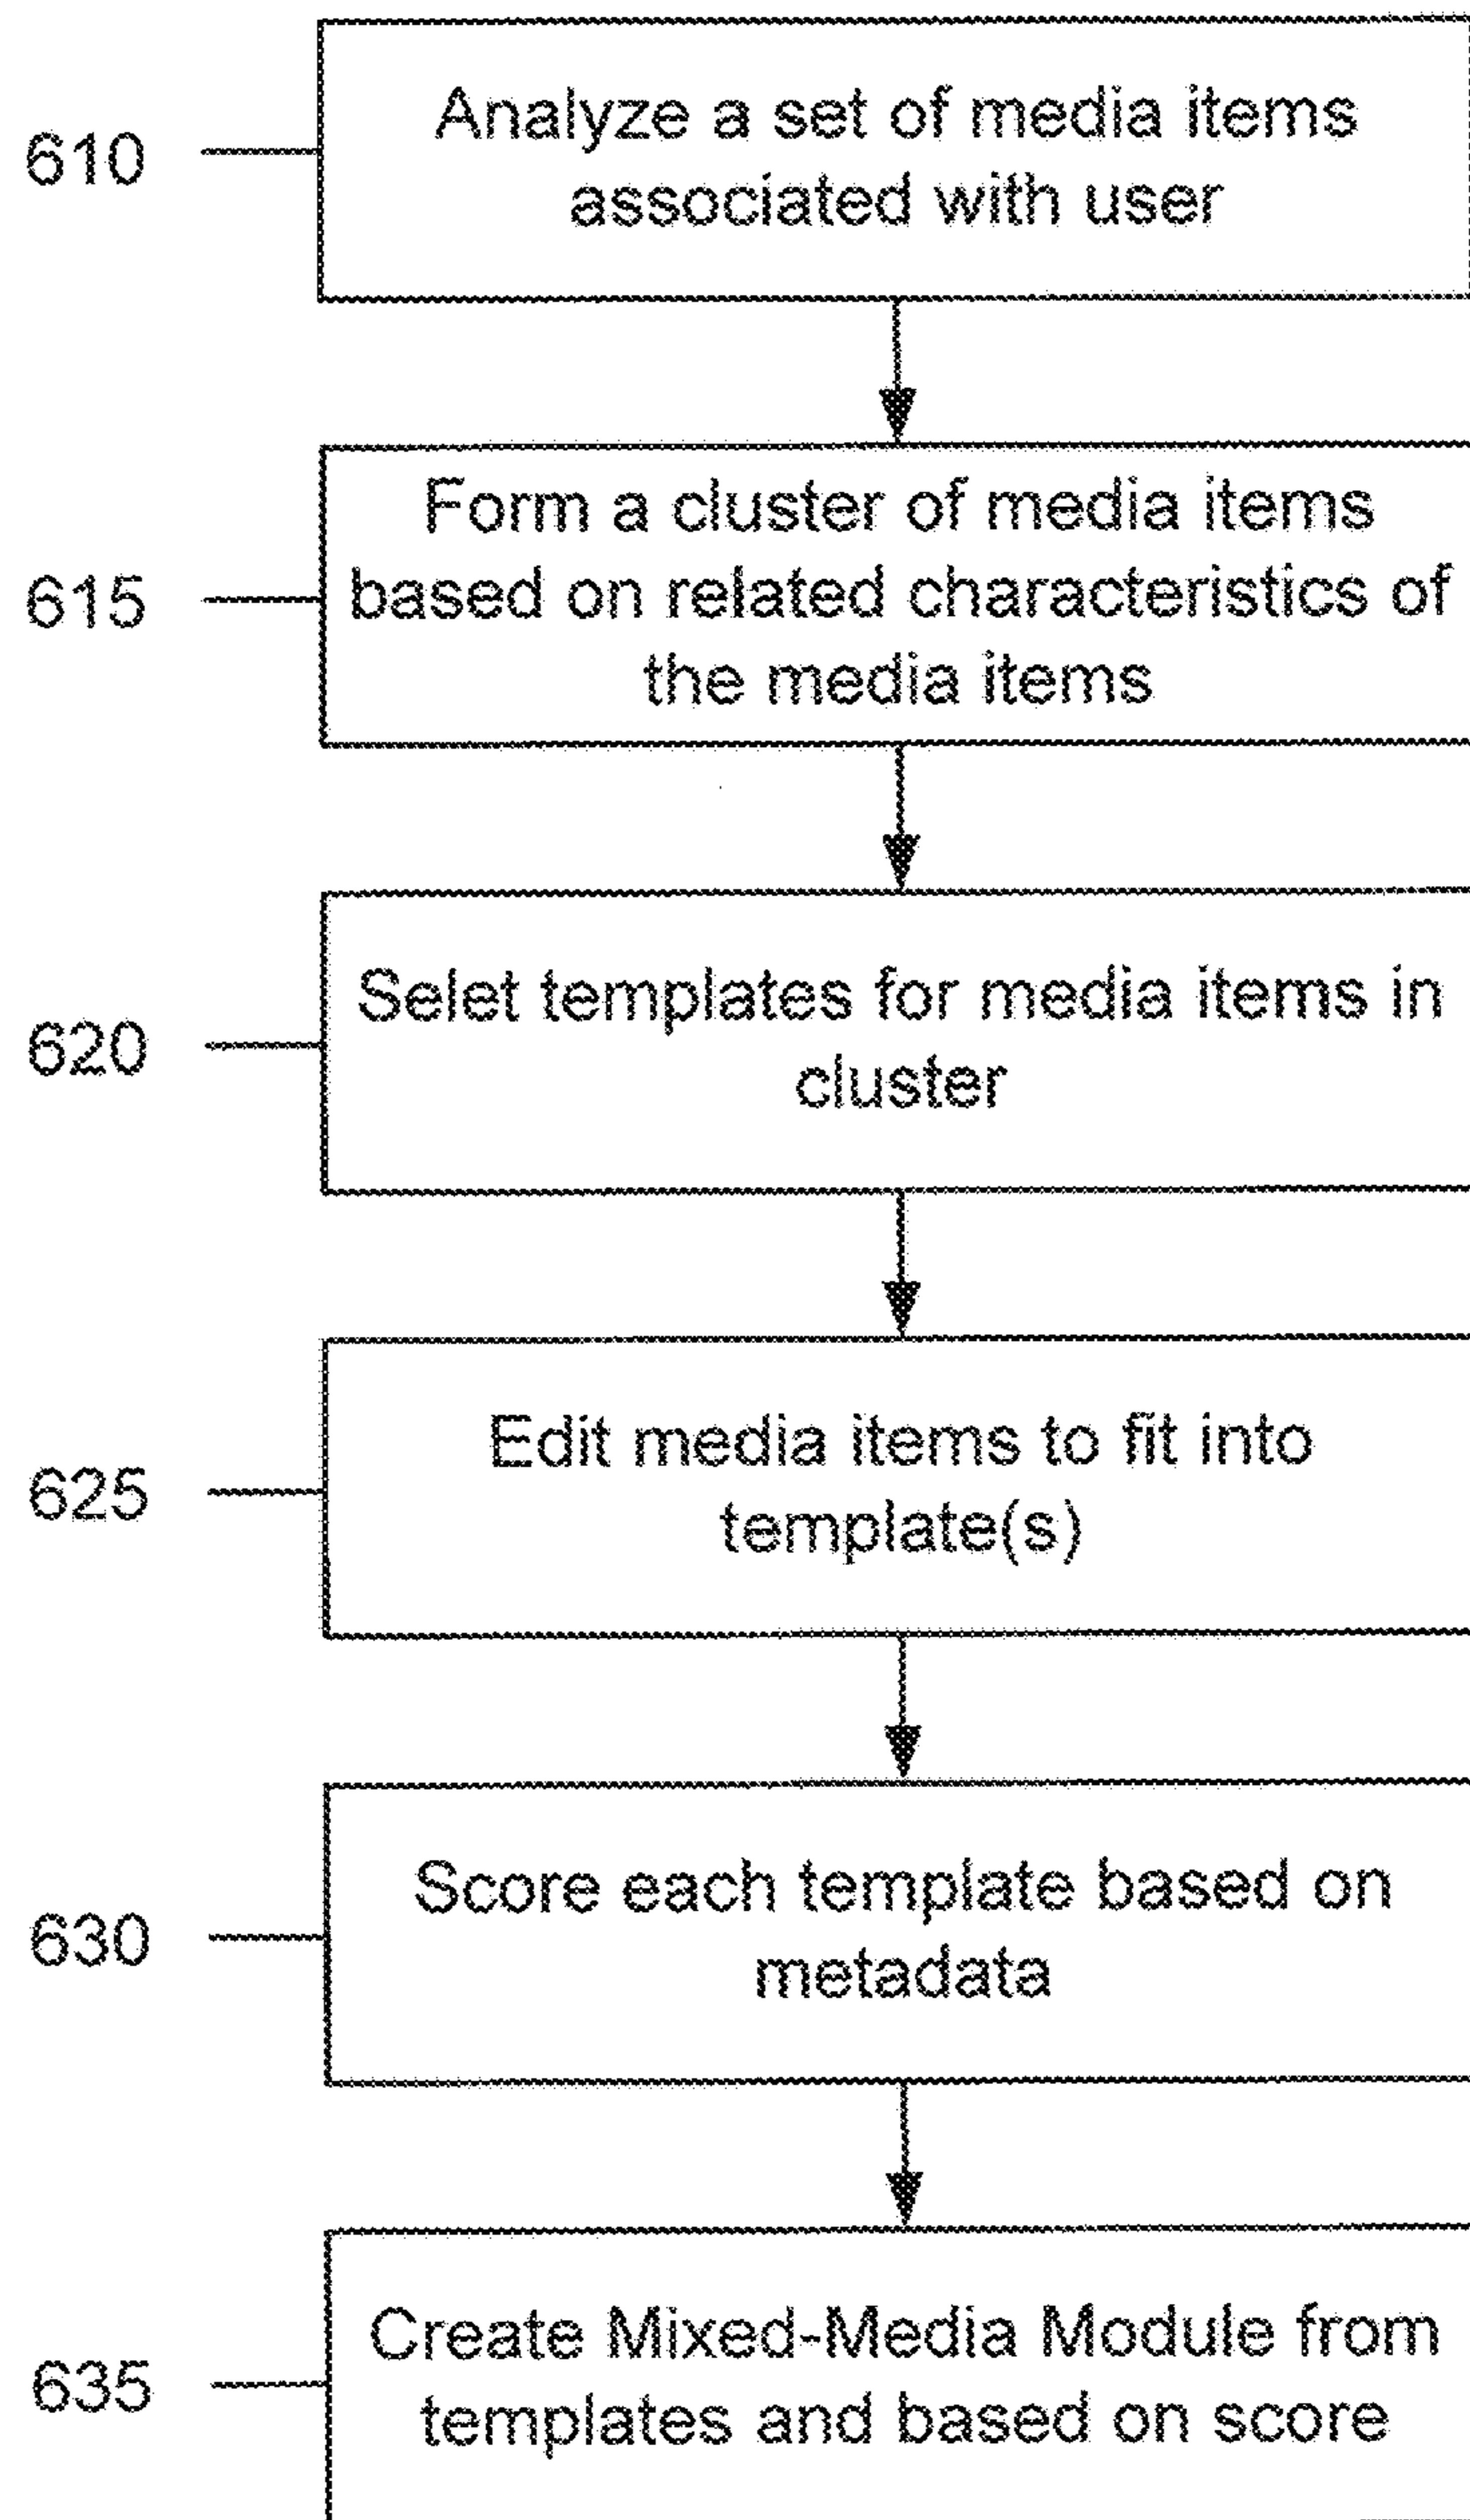 610
Analyze a set of media items
associated with user
615
Form a cluster of media items
based on related characteristics of
the media items
620
Selet templates for media items in
cluster
625
Edit media items to fit into
template(s)
630
Score each template based on
metadata
635
Create Mixed-Media Module from
templates and based on score